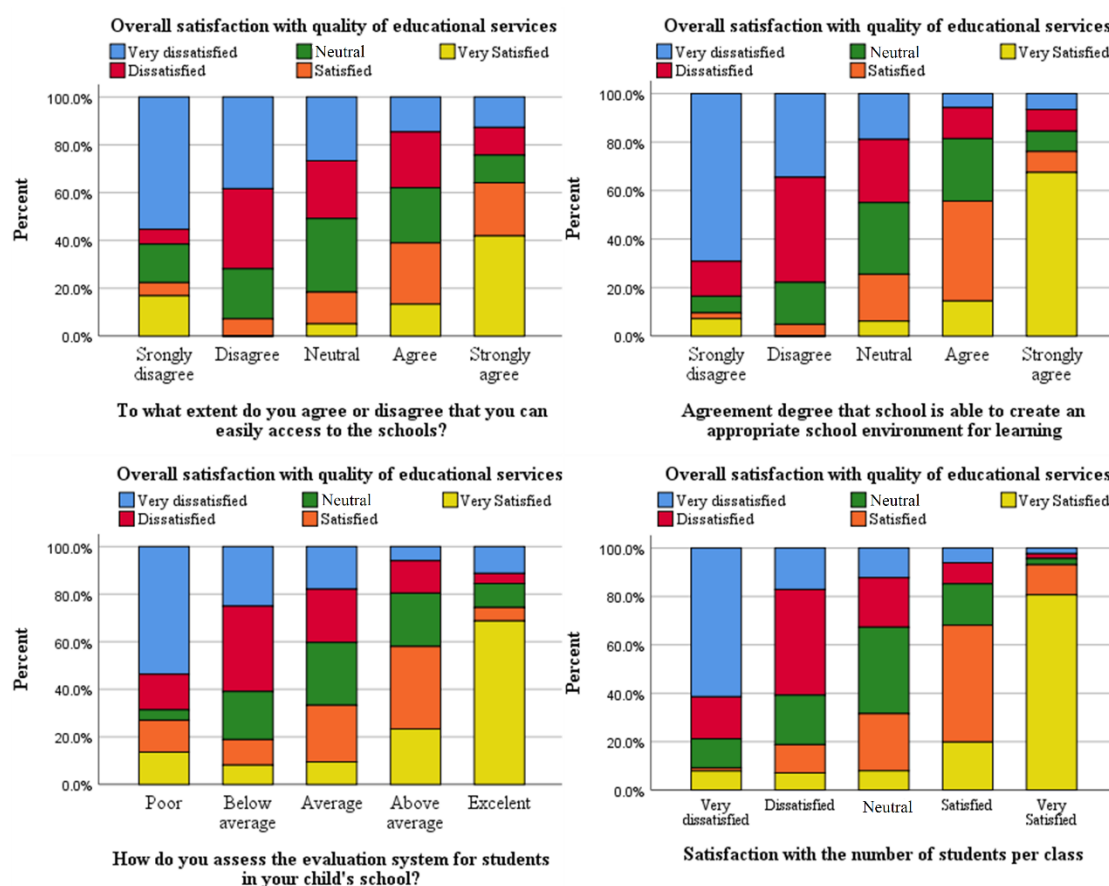 Overall satisfaction with quality of educational services
Very dissatisfied Neutral Very Satisfied
Dissatisfied Satisfied
100.0%
80.0%
60.0%
40.0%
20.0%
0.0%
Percent
Srongly disagree Disagree Neutral Agree Strongly agree
To what extent do you agree or disagree that you can
easily access to the schools?
Overall satisfaction with quality of educational services
Very dissatisfied Neutral Very Satisfied
Dissatisfied Satisfied
100.0%
80.0%
60.0%
40.0%
20.0%
0.0%
Percent
Srongly disagree Disagree Neutral Agree Strongly agree
Agreement degree that school is able to create an
appropriate school environment for learning
Overall satisfaction with quality of educational services
Very dissatisfied Neutral Very Satisfied
Dissatisfied Satisfied
100.0%
80.0%
60.0%
40.0%
20.0%
0.0%
Percent
Poor Below average Average Above average Excelent
How do you assess the evaluation system for students
in your child's school?
Overall satisfaction with quality of educational services
Very dissatisfied Neutral Very Satisfied
Dissatisfied Satisfied
100.0%
80.0%
60.0%
40.0%
20.0%
0.0%
Percent
Very dissatisfied Dissatisfied Neutral Satisfied Very Satisfied
Satisfaction with the number of students per class